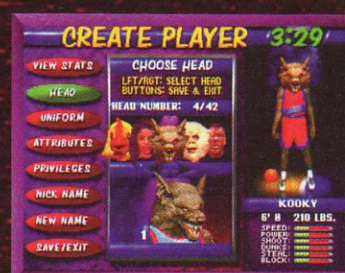 CREATE PLAYER 3:29
VIEW STATS
HEAD
UNIFORM
ATTRIBUTES
PRIVILEGES
NICK NAME
NEW NAME
SAVE/EXIT
CHOOSE HEAD
LFT/RGT: SELECT HEAD
BUTTONS: SAVE & EXIT
HEAD NUMBER: 4/42
1
KOOKY
6' 0 210 LBS.
SPEED:
POWER:
SHOOT:
DUNKS:
STEAL:
BLOCK: